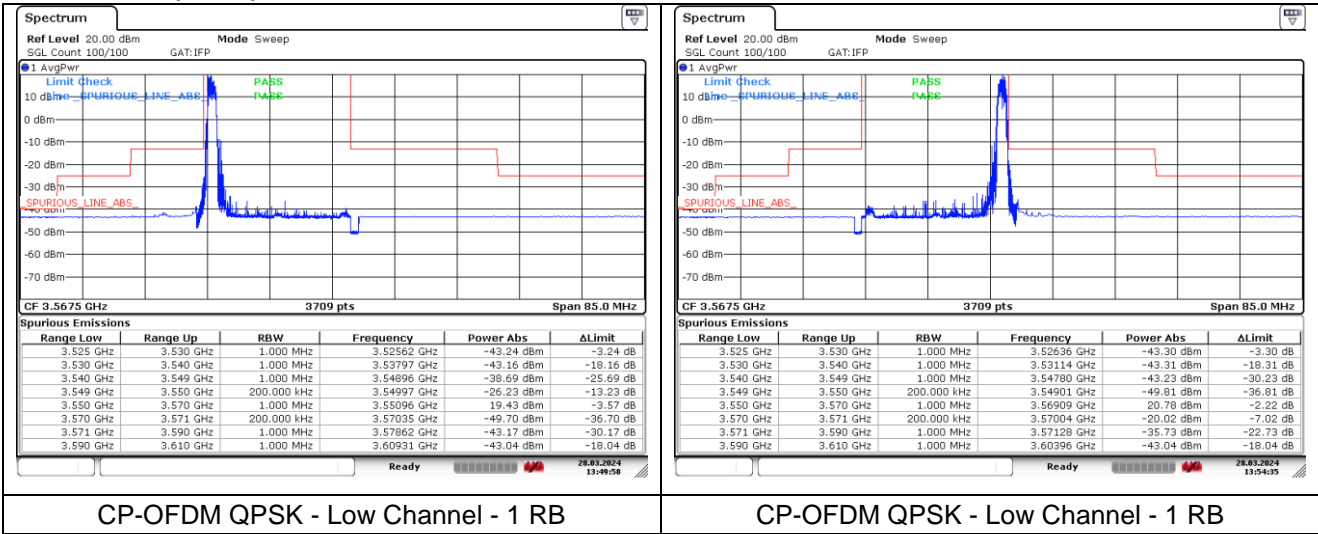 Spectrum
Ref Level 20.00 dBm Mode Sweep
SGL Count 100/100 GAT:IFP
1 AvgPwr
Limit Check PASS
Line _SPURIOUS_LINE_ABS_ PASS
10 dBm
0 dBm
-10 dBm
-20 dBm
-30 dBm
_SPURIOUS_LINE_ABS_
-40 dBm
-50 dBm
-60 dBm
-70 dBm
CF 3.5675 GHz 3709 pts Span 85.0 MHz
Spurious Emissions
Range Low Range Up RBW Frequency Power Abs ΔLimit
3.525 GHz 3.530 GHz 1.000 MHz 3.52562 GHz -43.24 dBm -3.24 dB
3.530 GHz 3.540 GHz 1.000 MHz 3.53797 GHz -43.16 dBm -18.16 dB
3.540 GHz 3.549 GHz 1.000 MHz 3.54896 GHz -38.69 dBm -25.69 dB
3.549 GHz 3.550 GHz 200.000 kHz 3.54997 GHz -26.23 dBm -13.23 dB
3.550 GHz 3.570 GHz 1.000 MHz 3.55096 GHz 19.43 dBm -3.57 dB
3.570 GHz 3.571 GHz 200.000 kHz 3.57035 GHz -49.70 dBm -36.70 dB
3.571 GHz 3.590 GHz 1.000 MHz 3.57862 GHz -43.17 dBm -30.17 dB
3.590 GHz 3.610 GHz 1.000 MHz 3.60931 GHz -43.04 dBm -18.04 dB
Ready 28.03.2024
13:49:58
CP-OFDM QPSK - Low Channel - 1 RB
Spectrum
Ref Level 20.00 dBm Mode Sweep
SGL Count 100/100 GAT:IFP
1 AvgPwr
Limit Check PASS
Line _SPURIOUS_LINE_ABS_ PASS
10 dBm
0 dBm
-10 dBm
-20 dBm
-30 dBm
_SPURIOUS_LINE_ABS_
-40 dBm
-50 dBm
-60 dBm
-70 dBm
CF 3.5675 GHz 3709 pts Span 85.0 MHz
Spurious Emissions
Range Low Range Up RBW Frequency Power Abs ΔLimit
3.525 GHz 3.530 GHz 1.000 MHz 3.52636 GHz -43.30 dBm -3.30 dB
3.530 GHz 3.540 GHz 1.000 MHz 3.53114 GHz -43.31 dBm -18.31 dB
3.540 GHz 3.549 GHz 1.000 MHz 3.54780 GHz -43.23 dBm -30.23 dB
3.549 GHz 3.550 GHz 200.000 kHz 3.54901 GHz -49.81 dBm -36.81 dB
3.550 GHz 3.570 GHz 1.000 MHz 3.56909 GHz 20.78 dBm -2.22 dB
3.570 GHz 3.571 GHz 200.000 kHz 3.57004 GHz -20.02 dBm -7.02 dB
3.571 GHz 3.590 GHz 1.000 MHz 3.57128 GHz -35.73 dBm -22.73 dB
3.590 GHz 3.610 GHz 1.000 MHz 3.60396 GHz -43.04 dBm -18.04 dB
Ready 28.03.2024
13:54:35
CP-OFDM QPSK - Low Channel - 1 RB